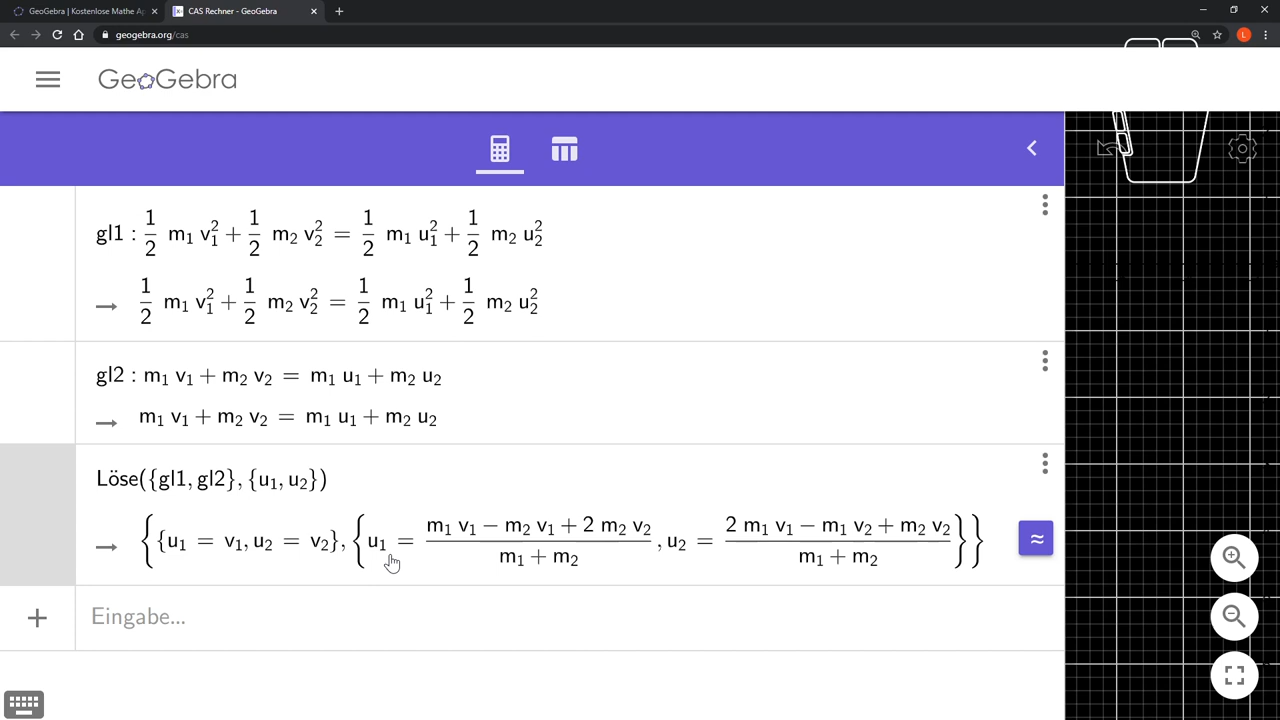 GeoGebra | Kostenlose Mathe Ap
CAS Rechner - GeoGebra
geogebra.org/cas
L
GeoGebra
gl1 : 1/2 m₁ v₁² + 1/2 m₂ v₂² = 1/2 m₁ u₁² + 1/2 m₂ u₂²
→ 1/2 m₁ v₁² + 1/2 m₂ v₂² = 1/2 m₁ u₁² + 1/2 m₂ u₂²
gl2 : m₁ v₁ + m₂ v₂ = m₁ u₁ + m₂ u₂
→ m₁ v₁ + m₂ v₂ = m₁ u₁ + m₂ u₂
Löse({gl1, gl2}, {u₁, u₂})
→ {{u₁ = v₁, u₂ = v₂}, {u₁ = (m₁ v₁ − m₂ v₁ + 2 m₂ v₂)/(m₁ + m₂), u₂ = (2 m₁ v₁ − m₁ v₂ + m₂ v₂)/(m₁ + m₂)}}
≈
+ Eingabe...